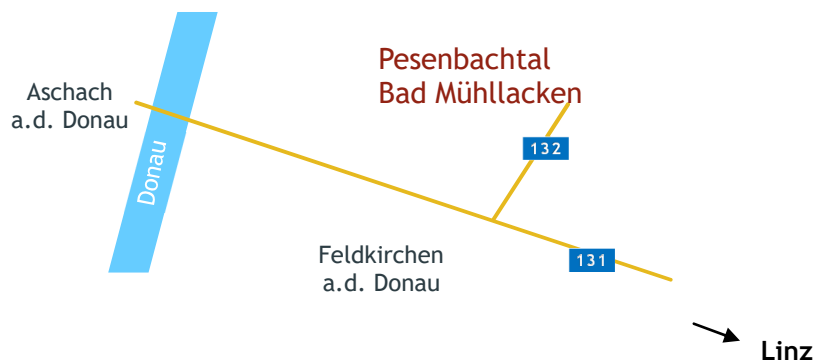 Pesenbachtal
Bad Mühllacken
Aschach
a.d. Donau
Donau
132
Feldkirchen
a.d. Donau
131
Linz